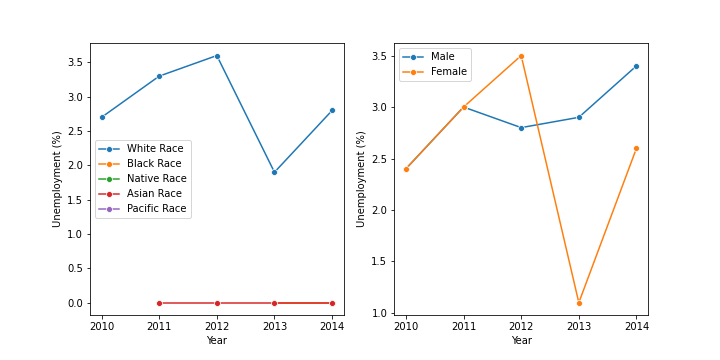 Unemployment (%)
3.5
3.0
2.5
2.0
1.5
1.0
0.5
0.0
White Race
Black Race
Native Race
Asian Race
Pacific Race
2010 2011 2012 2013 2014
Year
Unemployment (%)
3.5
3.0
2.5
2.0
1.5
1.0
Male
Female
2010 2011 2012 2013 2014
Year